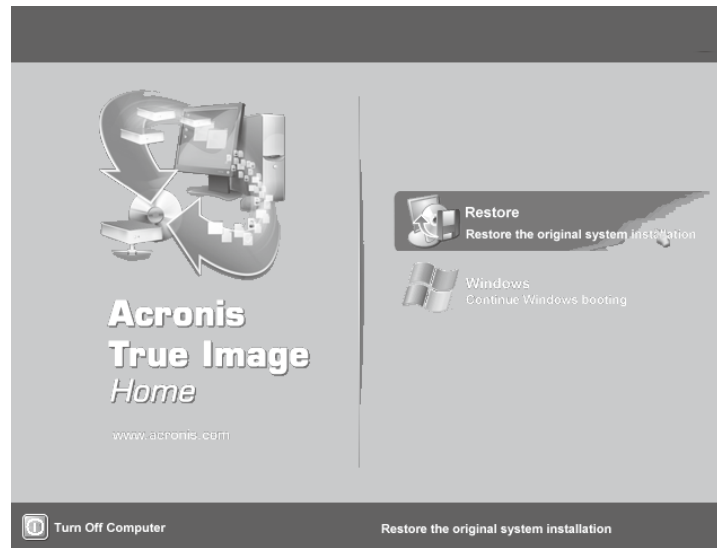 Acronis
True Image
Home
www.acronis.com
Restore
Restore the original system installation
Windows
Continue Windows booting
Turn Off Computer
Restore the original system installation